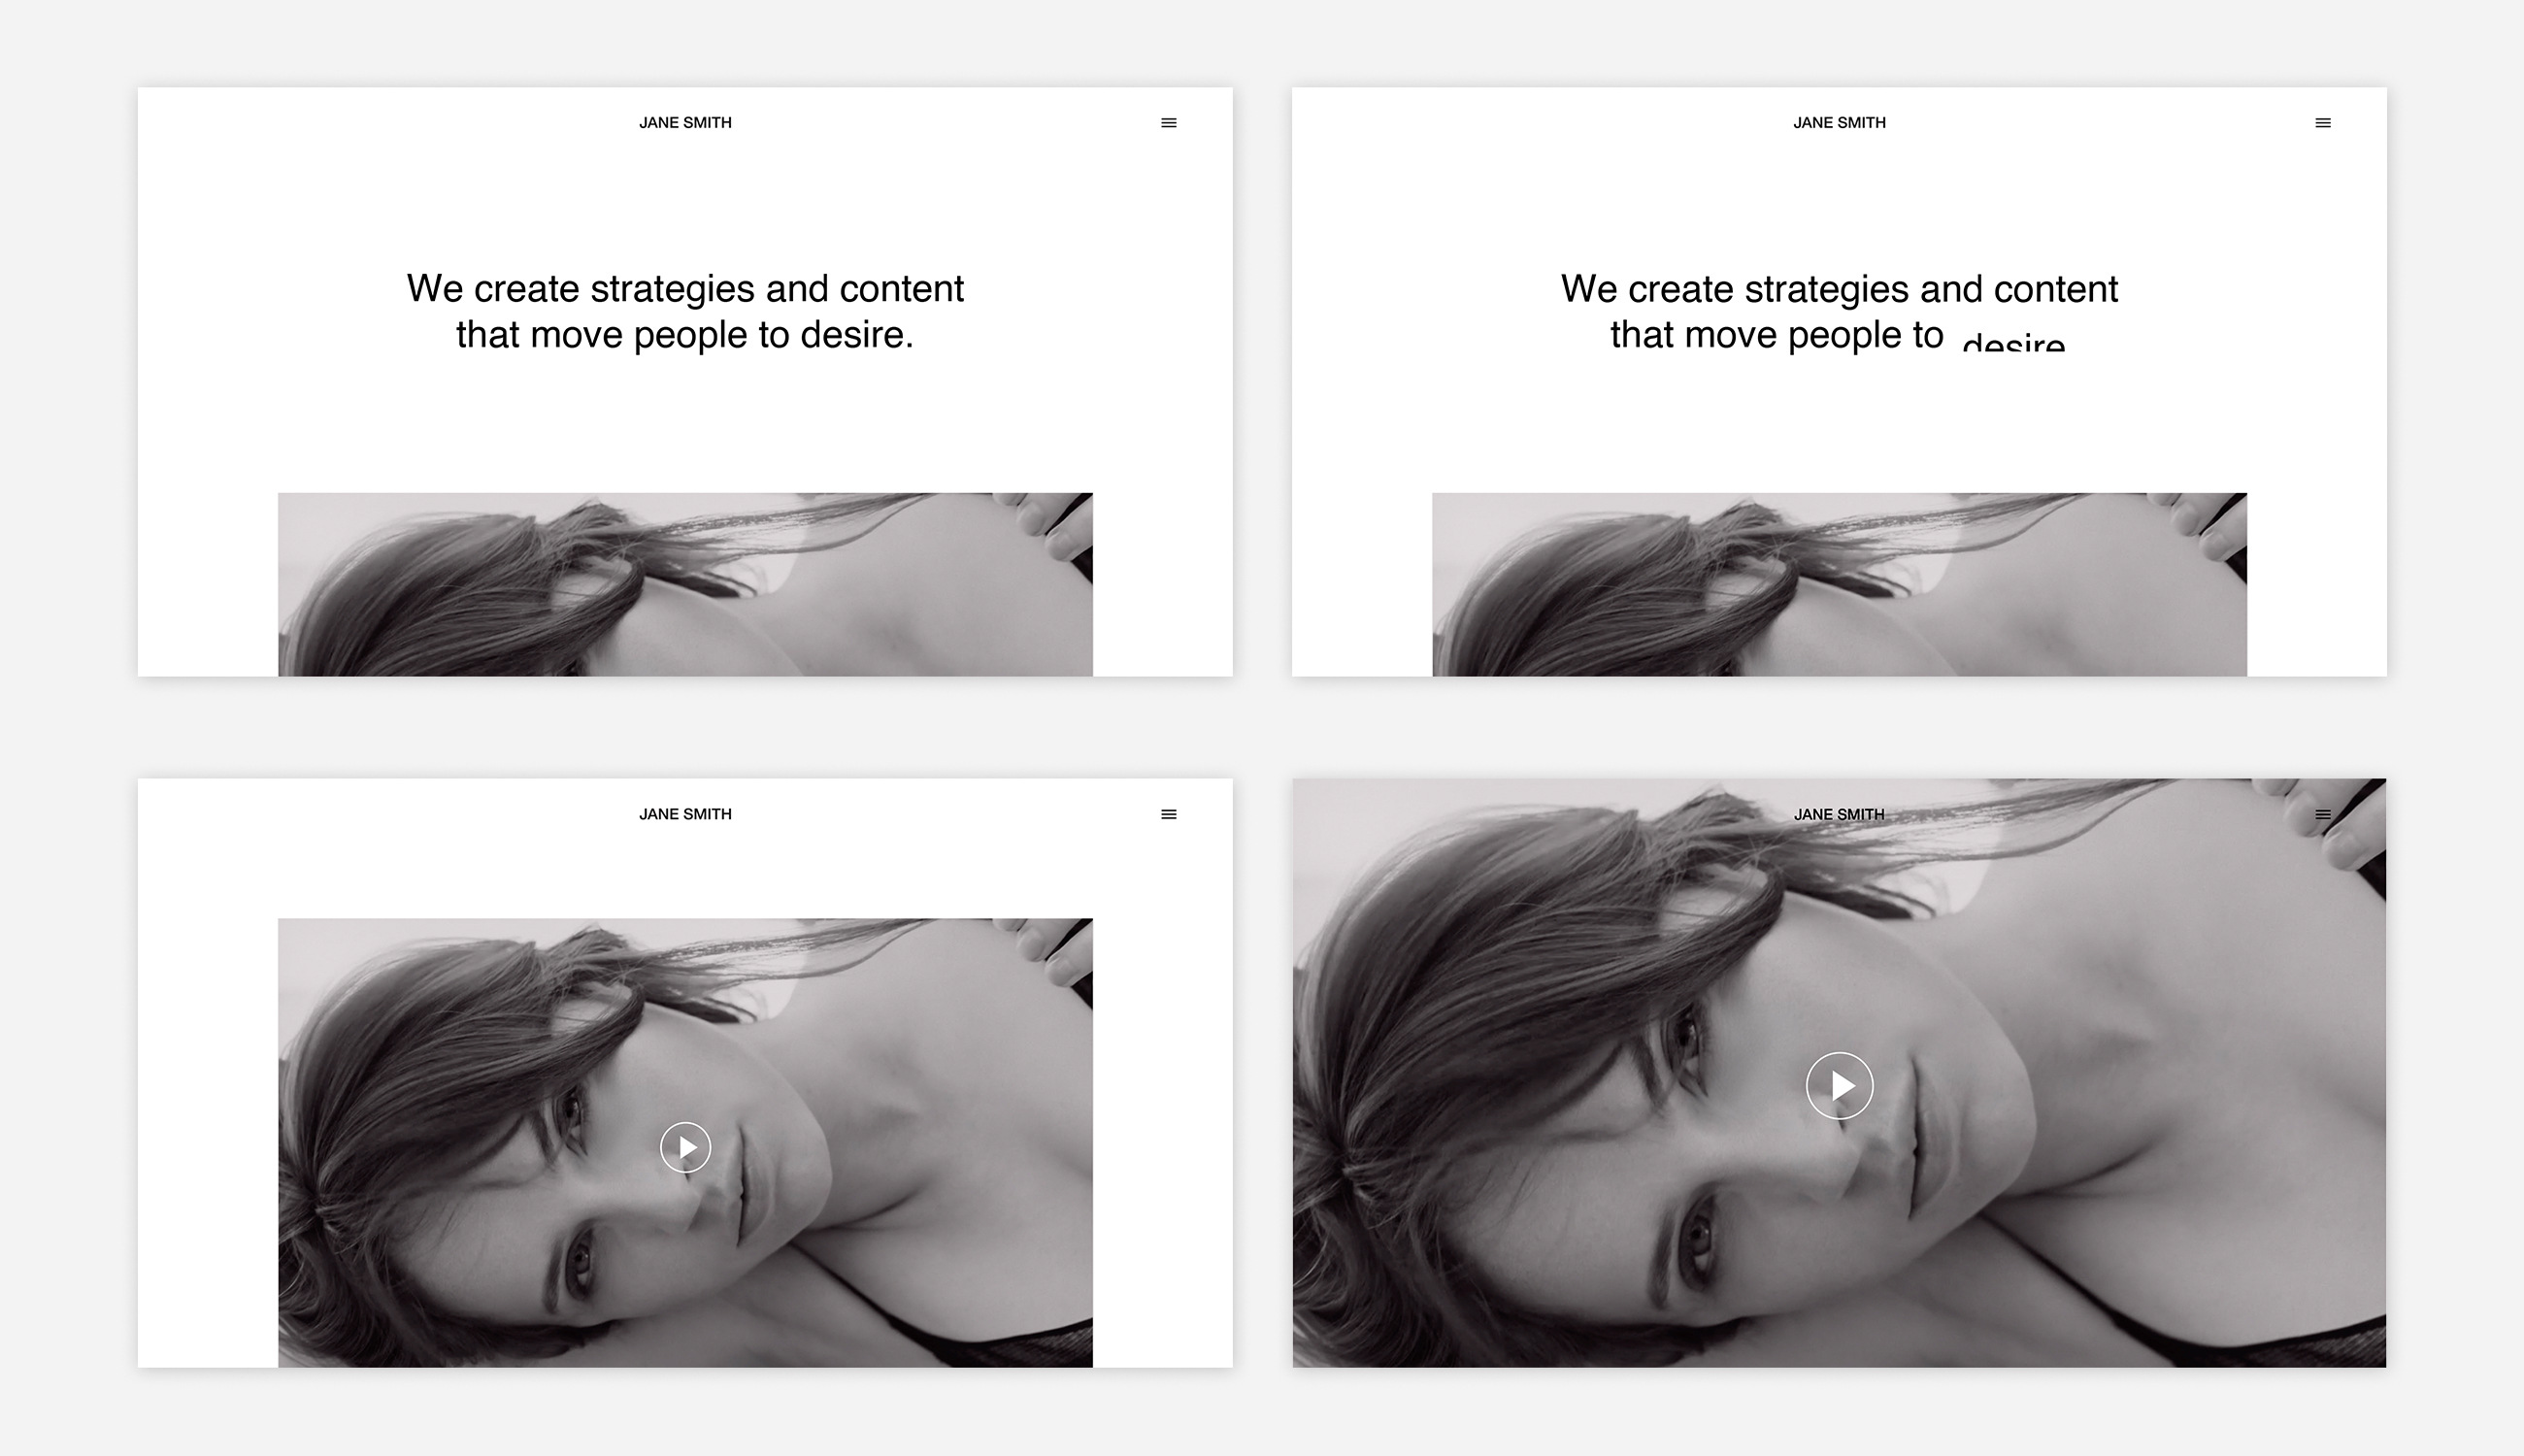 JANE SMITH
We create strategies and content
that move people to desire.
JANE SMITH
We create strategies and content
that move people to desire
JANE SMITH
JANE SMITH